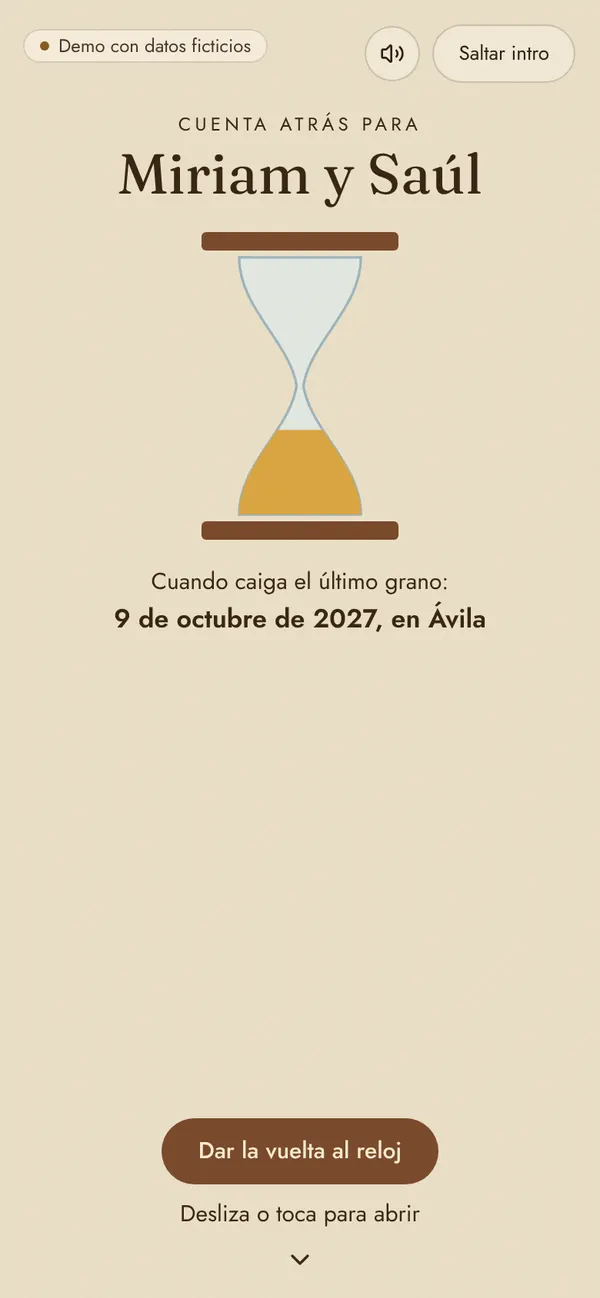 Demo con datos ficticios
Saltar intro
CUENTA ATRÁS PARA
Miriam y Saúl
Cuando caiga el último grano:
9 de octubre de 2027, en Ávila
Dar la vuelta al reloj
Desliza o toca para abrir